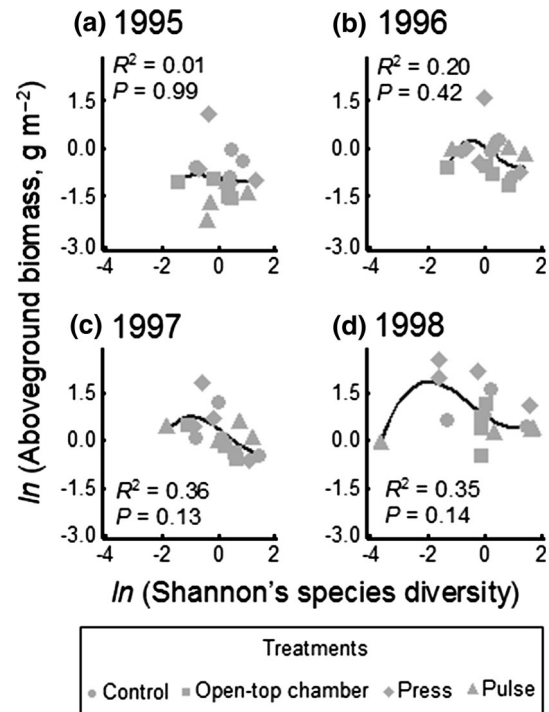 (a) 1995
R² = 0.01
P = 0.99
1.5
0.0
-1.5
-3.0
-4 -2 0 2
(b) 1996
R² = 0.20
P = 0.42
1.5
0.0
-1.5
-3.0
-4 -2 0 2
(c) 1997
1.5
0.0
-1.5
-3.0
R² = 0.36
P = 0.13
-4 -2 0 2
(d) 1998
1.5
0.0
-1.5
-3.0
R² = 0.35
P = 0.14
-4 -2 0 2
ln (Aboveground biomass, g m⁻²)
ln (Shannon's species diversity)
Treatments
Control Open-top chamber Press Pulse